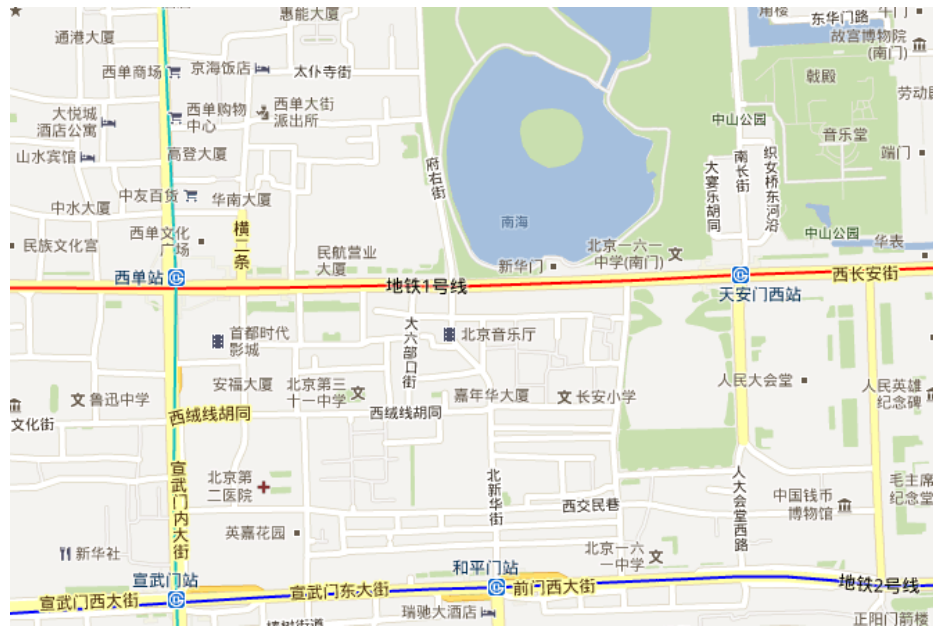 惠能大厦
角楼
牛门
东华门路
通港大厦
故宫博物院
(南门)
西单商场
京海饭店
太仆寺街
戟殿
劳动
大悦城
酒店公寓
西单购物
中心
西单大街
派出所
中山公园
音乐堂
山水宾馆
高登大厦
府右街
南长街
织女桥东河沿
大宴乐胡同
端门
中友百货
中水大厦
华南大厦
横二条
南海
民族文化宫
西单文化
广场
民航营业
大厦
新华门
北京一六一
中学(南门)
中山公园
华表
西单站
地铁1号线
天安门西站
西长安街
首都时代
影城
大六部口街
北京音乐厅
安福大厦
北京第三
十一中学
嘉年华大厦
长安小学
人民大会堂
人民英雄
纪念碑
鲁迅中学
文化街
西绒线胡同
西绒线胡同
宣武门内大街
北京第
二医院
北新华街
西交民巷
人大会堂西路
中国钱币
博物馆
毛主席
纪念堂
英嘉花园
新华社
北京一六
一中学
宣武门站
和平门站
宣武门西大街
宣武门东大街
前门西大街
地铁2号线
瑞驰大酒店
正阳门箭楼